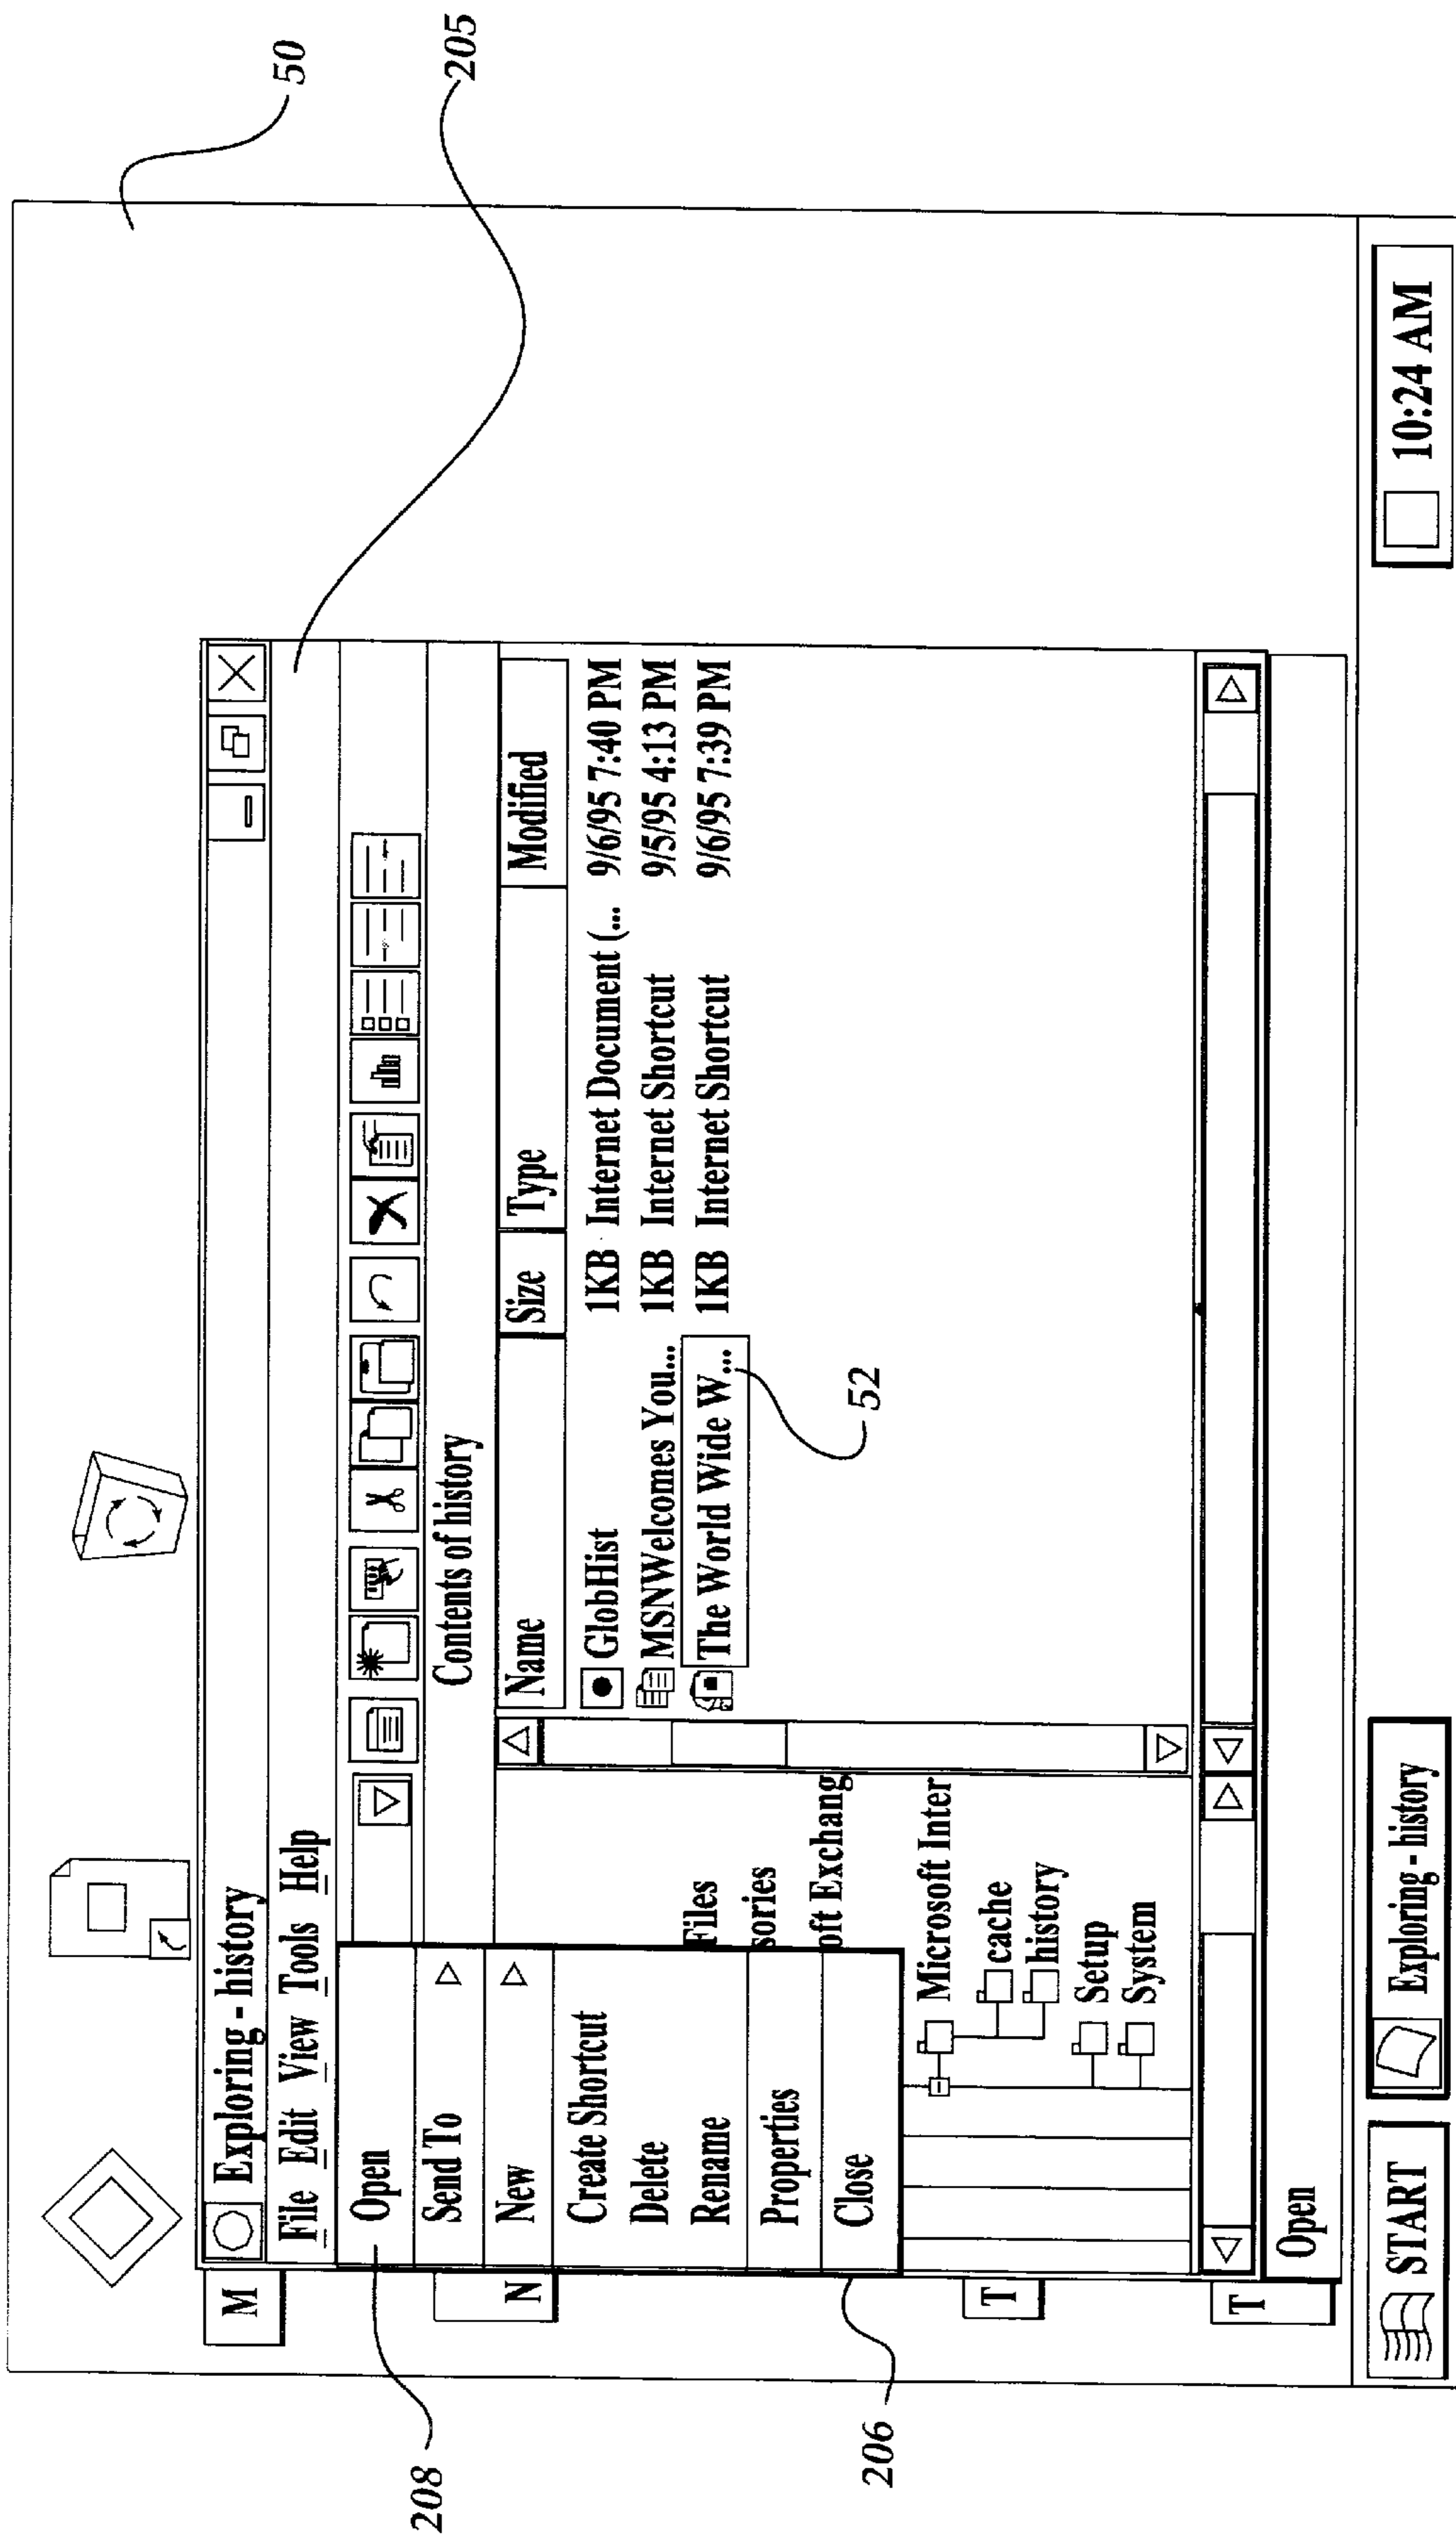 50
205
Exploring - history
File Edit View Tools Help
Contents of history
Name Size Type Modified
GlobHist 1KB Internet Document (... 9/6/95 7:40 PM
MSNWelcomes You... 1KB Internet Shortcut 9/5/95 4:13 PM
The World Wide W... 1KB Internet Shortcut 9/6/95 7:39 PM
52
208
Open
Send To
New
Create Shortcut
Delete
Rename
Properties
Close
206
Files
sories
oft Exchang
Microsoft Inter
cache
history
Setup
System
Open
M
N
T
T
START
Exploring - history
10:24 AM